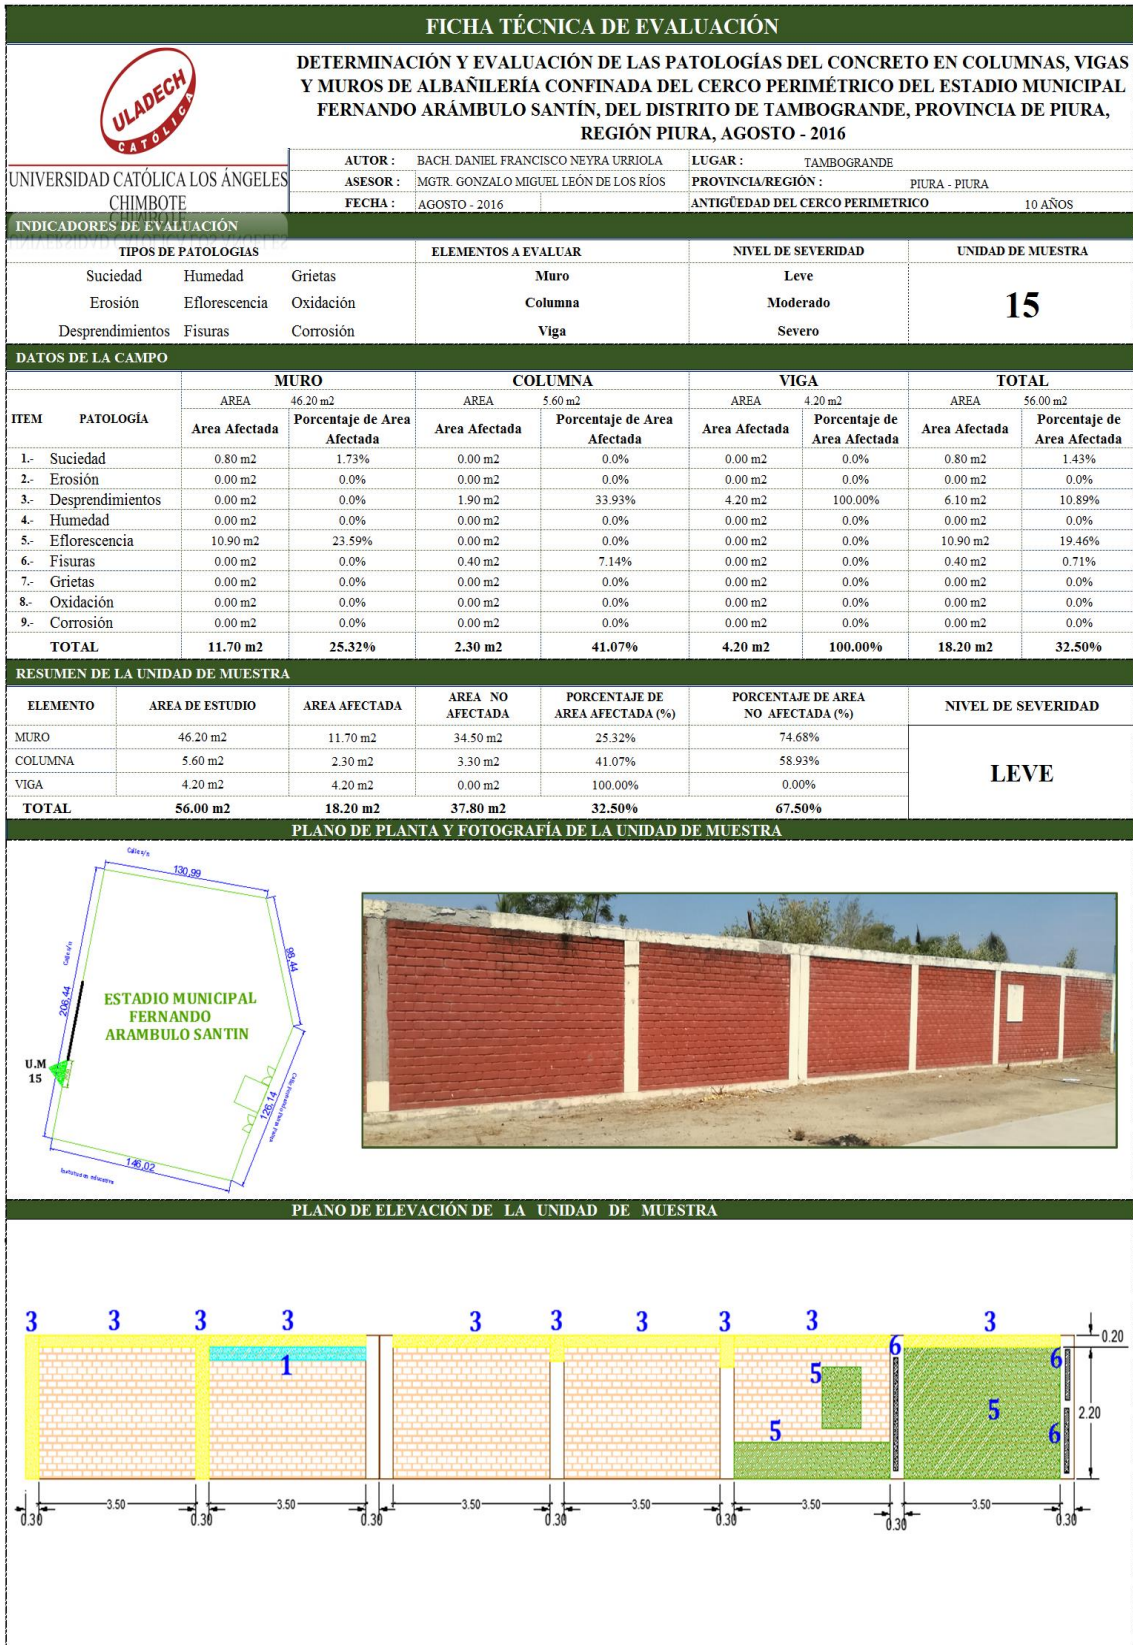 FICHA TÉCNICA DE EVALUACIÓN
ULADECH
CATÓLICA
UNIVERSIDAD CATÓLICA LOS ÁNGELES
CHIMBOTE
DETERMINACIÓN Y EVALUACIÓN DE LAS PATOLOGÍAS DEL CONCRETO EN COLUMNAS, VIGAS
Y MUROS DE ALBAÑILERÍA CONFINADA DEL CERCO PERIMÉTRICO DEL ESTADIO MUNICIPAL
FERNANDO ARÁMBULO SANTÍN, DEL DISTRITO DE TAMBOGRANDE, PROVINCIA DE PIURA,
REGIÓN PIURA, AGOSTO - 2016
AUTOR : BACH. DANIEL FRANCISCO NEYRA URRIOLA LUGAR : TAMBOGRANDE
ASESOR : MGTR. GONZALO MIGUEL LEÓN DE LOS RÍOS PROVINCIA/REGIÓN : PIURA - PIURA
FECHA : AGOSTO - 2016 ANTIGÜEDAD DEL CERCO PERIMETRICO 10 AÑOS
INDICADORES DE EVALUACIÓN
TIPOS DE PATOLOGIAS ELEMENTOS A EVALUAR NIVEL DE SEVERIDAD UNIDAD DE MUESTRA
Suciedad Humedad Grietas Muro Leve
Erosión Eflorescencia Oxidación Columna Moderado 15
Desprendimientos Fisuras Corrosión Viga Severo
DATOS DE LA CAMPO
MURO COLUMNA VIGA TOTAL
AREA 46.20 m2 AREA 5.60 m2 AREA 4.20 m2 AREA 56.00 m2
ITEM PATOLOGÍA Area Afectada Porcentaje de Area Afectada Area Afectada Porcentaje de Area Afectada Area Afectada Porcentaje de Area Afectada Area Afectada Porcentaje de Area Afectada
1.- Suciedad 0.80 m2 1.73% 0.00 m2 0.0% 0.00 m2 0.0% 0.80 m2 1.43%
2.- Erosión 0.00 m2 0.0% 0.00 m2 0.0% 0.00 m2 0.0% 0.00 m2 0.0%
3.- Desprendimientos 0.00 m2 0.0% 1.90 m2 33.93% 4.20 m2 100.00% 6.10 m2 10.89%
4.- Humedad 0.00 m2 0.0% 0.00 m2 0.0% 0.00 m2 0.0% 0.00 m2 0.0%
5.- Eflorescencia 10.90 m2 23.59% 0.00 m2 0.0% 0.00 m2 0.0% 10.90 m2 19.46%
6.- Fisuras 0.00 m2 0.0% 0.40 m2 7.14% 0.00 m2 0.0% 0.40 m2 0.71%
7.- Grietas 0.00 m2 0.0% 0.00 m2 0.0% 0.00 m2 0.0% 0.00 m2 0.0%
8.- Oxidación 0.00 m2 0.0% 0.00 m2 0.0% 0.00 m2 0.0% 0.00 m2 0.0%
9.- Corrosión 0.00 m2 0.0% 0.00 m2 0.0% 0.00 m2 0.0% 0.00 m2 0.0%
TOTAL 11.70 m2 25.32% 2.30 m2 41.07% 4.20 m2 100.00% 18.20 m2 32.50%
RESUMEN DE LA UNIDAD DE MUESTRA
ELEMENTO AREA DE ESTUDIO AREA AFECTADA AREA NO AFECTADA PORCENTAJE DE AREA AFECTADA (%) PORCENTAJE DE AREA NO AFECTADA (%) NIVEL DE SEVERIDAD
MURO 46.20 m2 11.70 m2 34.50 m2 25.32% 74.68%
COLUMNA 5.60 m2 2.30 m2 3.30 m2 41.07% 58.93% LEVE
VIGA 4.20 m2 4.20 m2 0.00 m2 100.00% 0.00%
TOTAL 56.00 m2 18.20 m2 37.80 m2 32.50% 67.50%
PLANO DE PLANTA Y FOTOGRAFÍA DE LA UNIDAD DE MUESTRA
Calle s/n
130,99
Calle s/n
98,44
206,44
ESTADIO MUNICIPAL
FERNANDO
ARAMBULO SANTIN
U.M
15
126,14
146,02
PLANO DE ELEVACIÓN DE LA UNIDAD DE MUESTRA
3 3 3 3 3 3 3 3 3 3
0.20
6
1 5 6
5
5 6
2.20
3.50 3.50 3.50 3.50 3.50 3.50
0.30 0.30 0.30 0.30 0.30 0.30 0.30